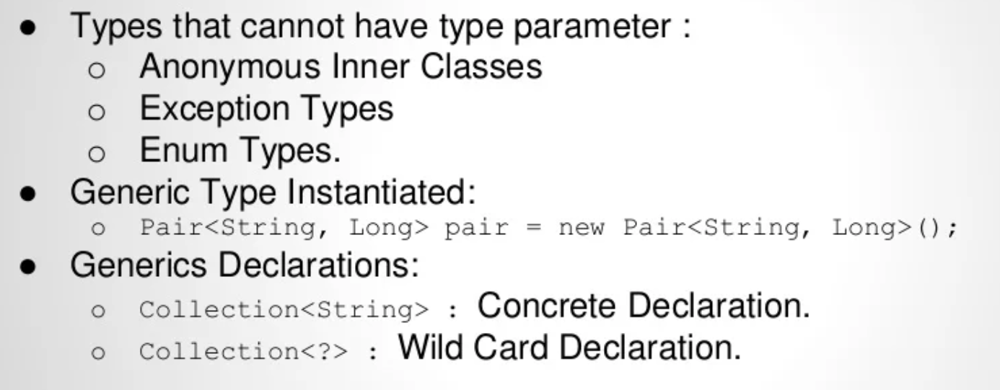 ● Types that cannot have type parameter :
○ Anonymous Inner Classes
○ Exception Types
○ Enum Types.
● Generic Type Instantiated:
○ Pair<String, Long> pair = new Pair<String, Long>();
● Generics Declarations:
○ Collection<String> : Concrete Declaration.
○ Collection<?> : Wild Card Declaration.